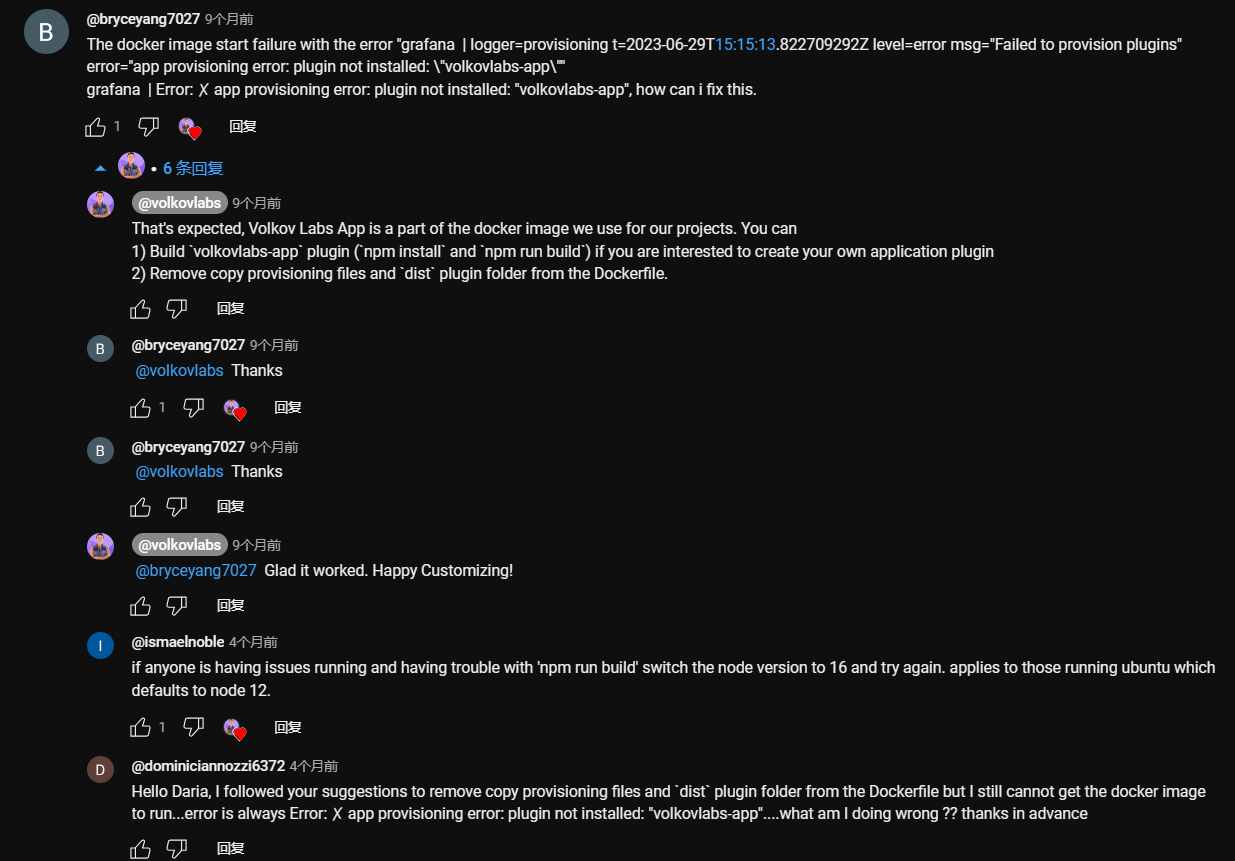 B
@bryceyang7027 9个月前
The docker image start failure with the error "grafana | logger=provisioning t=2023-06-29T15:15:13.822709292Z level=error msg="Failed to provision plugins"
error="app provisioning error: plugin not installed: \"volkovlabs-app\""
grafana | Error: ✗ app provisioning error: plugin not installed: "volkovlabs-app", how can i fix this.
1 回复
• 6 条回复
@volkovlabs 9个月前
That's expected, Volkov Labs App is a part of the docker image we use for our projects. You can
1) Build `volkovlabs-app` plugin (`npm install` and `npm run build`) if you are interested to create your own application plugin
2) Remove copy provisioning files and `dist` plugin folder from the Dockerfile.
回复
B
@bryceyang7027 9个月前
@volkovlabs Thanks
1 回复
B
@bryceyang7027 9个月前
@volkovlabs Thanks
回复
@volkovlabs 9个月前
@bryceyang7027 Glad it worked. Happy Customizing!
回复
I
@ismaelnoble 4个月前
if anyone is having issues running and having trouble with 'npm run build' switch the node version to 16 and try again. applies to those running ubuntu which
defaults to node 12.
1 回复
D
@dominiciannozzi6372 4个月前
Hello Daria, I followed your suggestions to remove copy provisioning files and `dist` plugin folder from the Dockerfile but I still cannot get the docker image
to run...error is always Error: ✗ app provisioning error: plugin not installed: "volkovlabs-app"....what am I doing wrong ?? thanks in advance
回复